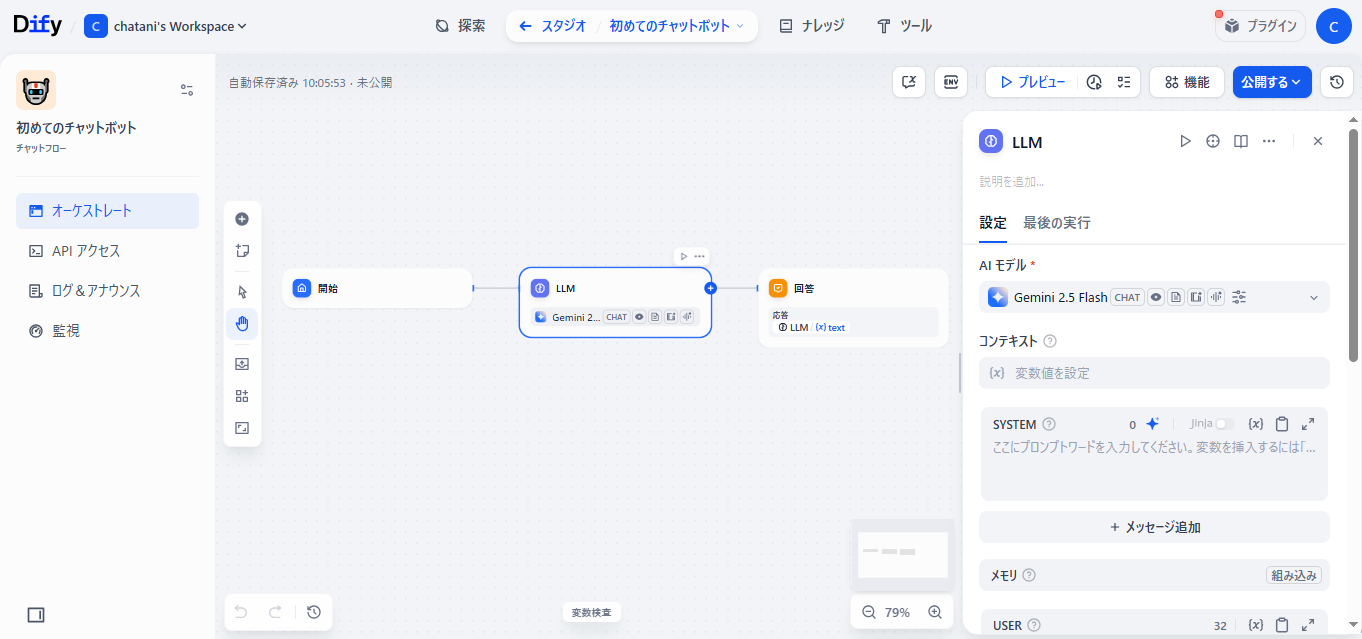 Dify
C
chatani's Workspace
探索
スタジオ
初めてのチャットボット
ナレッジ
ツール
プラグイン
C
初めてのチャットボット
チャットフロー
オーケストレート
API アクセス
ログ＆アナウンス
監視
自動保存済み 10:05:53 · 未公開
ENV
プレビュー
機能
公開する
開始
LLM
Gemini 2... CHAT
回答
応答
LLM / {x} text
変数検査
79%
LLM
説明を追加...
設定
最後の実行
AI モデル *
Gemini 2.5 Flash CHAT
コンテキスト
{x} 変数値を設定
SYSTEM 0 Jinja {x}
ここにプロンプトワードを入力してください。変数を挿入するには「...
+ メッセージ追加
メモリ 組み込み
USER 32 {x}